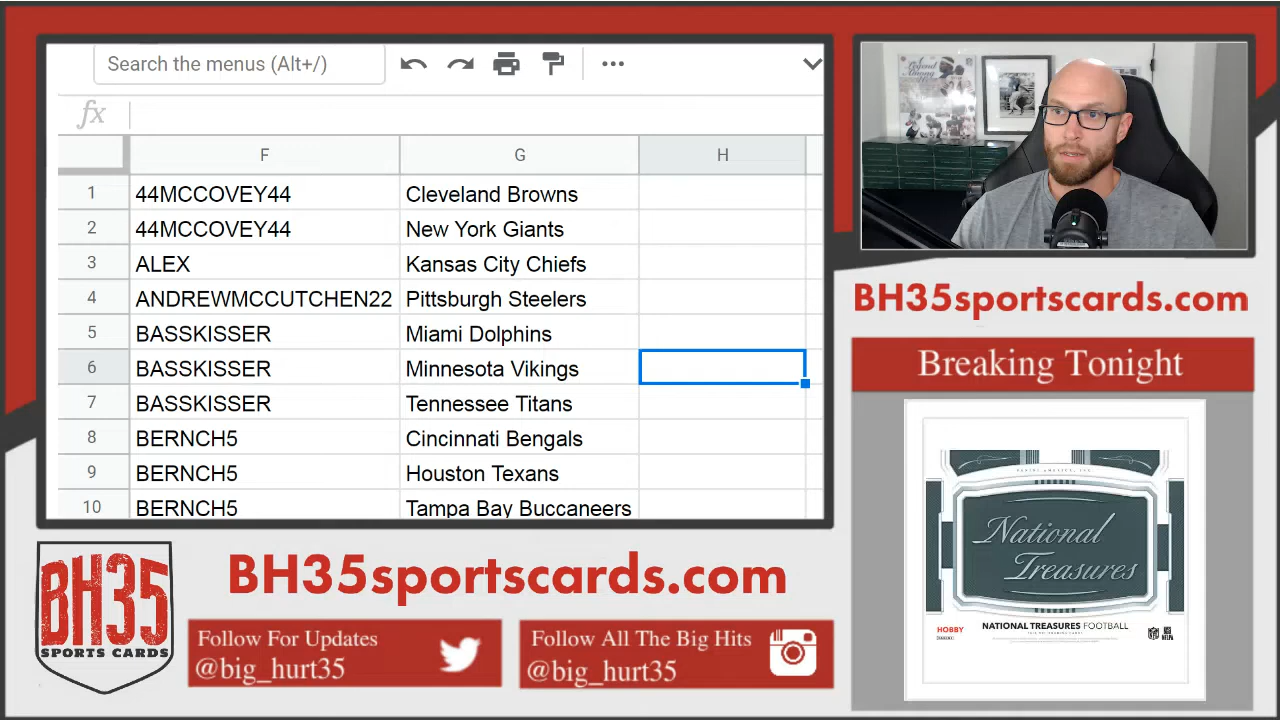 Search the menus (Alt+/)
fx
F G H
1 44MCCOVEY44 Cleveland Browns
2 44MCCOVEY44 New York Giants
3 ALEX Kansas City Chiefs
4 ANDREWMCCUTCHEN22 Pittsburgh Steelers
5 BASSKISSER Miami Dolphins
6 BASSKISSER Minnesota Vikings
7 BASSKISSER Tennessee Titans
8 BERNCH5 Cincinnati Bengals
9 BERNCH5 Houston Texans
10 BERNCH5 Tampa Bay Buccaneers
BH35sportscards.com
Breaking Tonight
National
Treasures
HOBBY
NATIONAL TREASURES FOOTBALL
BH35
SPORTS CARDS
BH35sportscards.com
Follow For Updates
@big_hurt35
Follow All The Big Hits
@big_hurt35